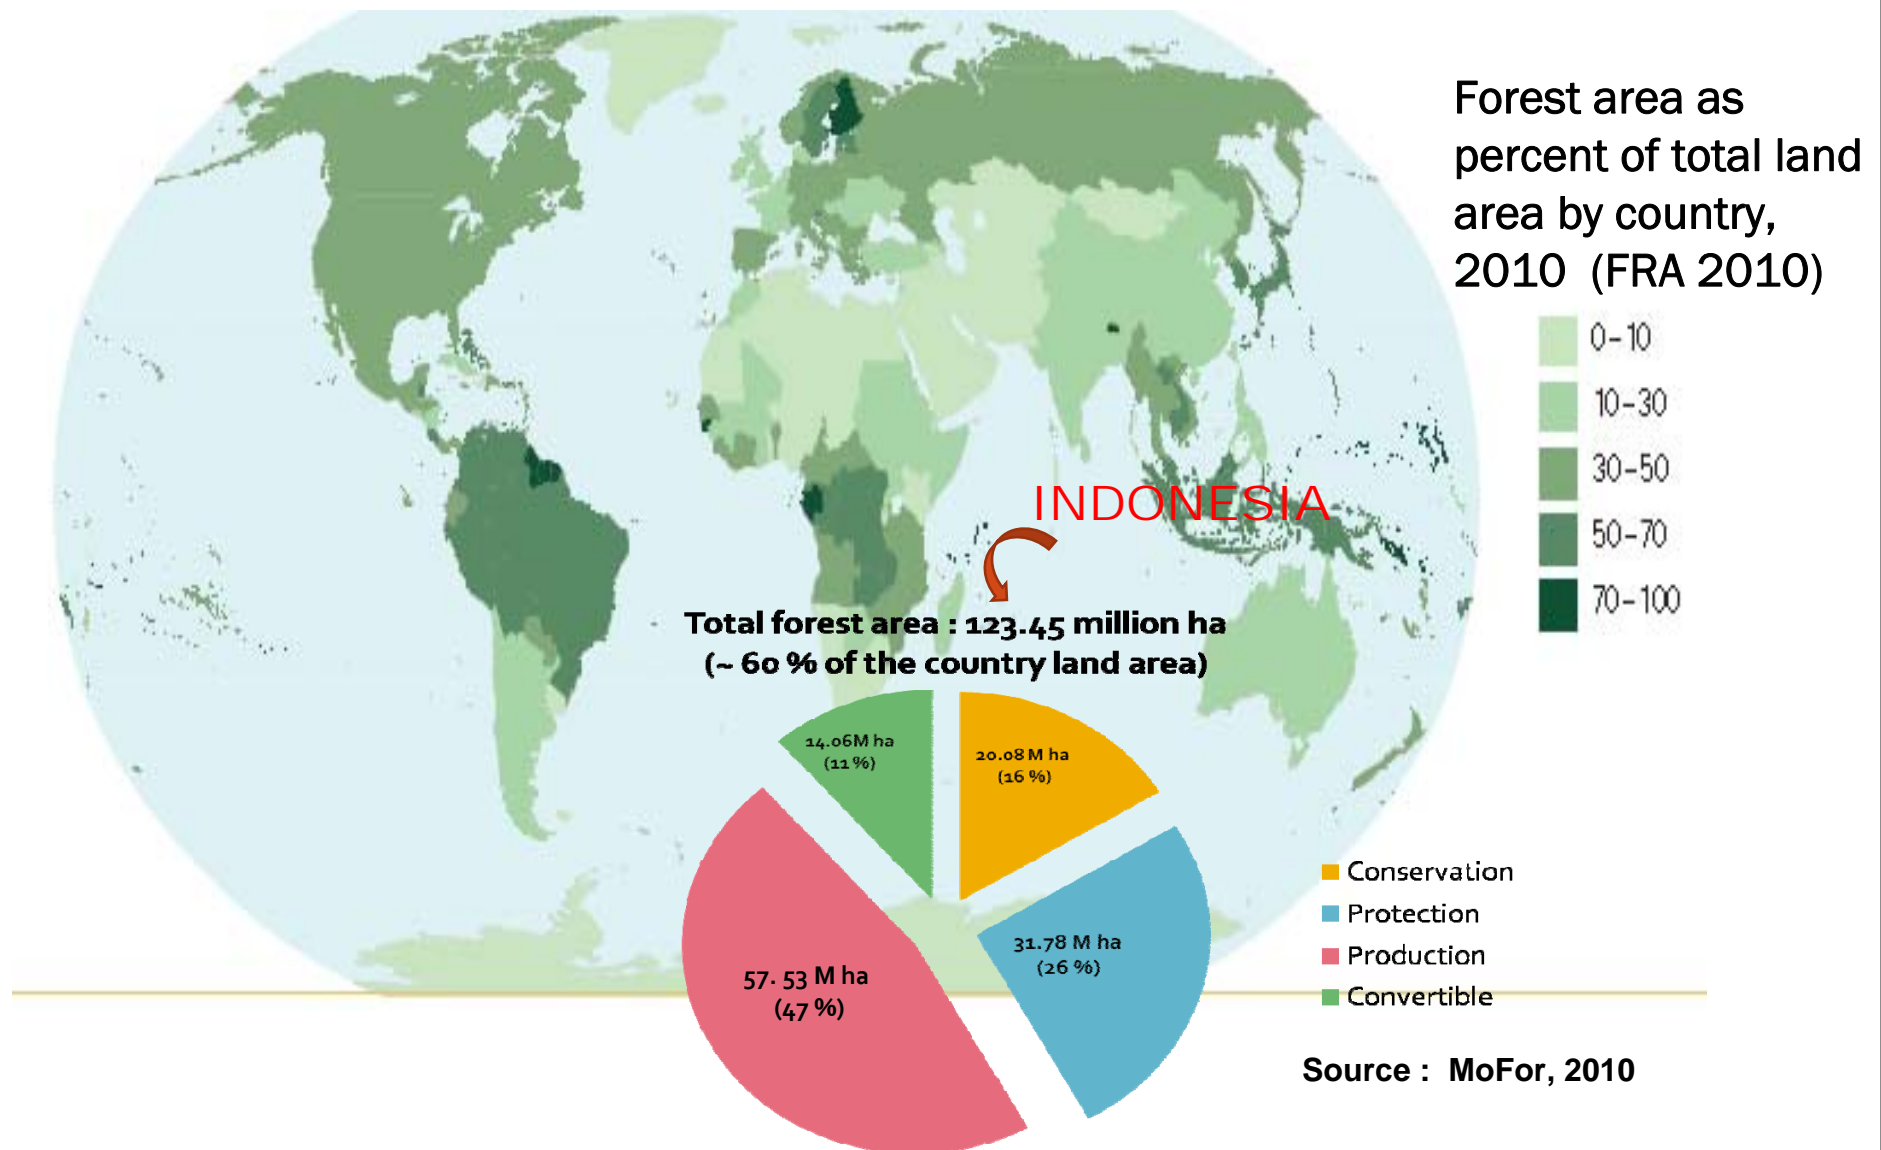 Forest area as
percent of total land
area by country,
2010 (FRA 2010)
0–10
10–30
30–50
50–70
70–100
INDONESIA
Total forest area : 123.45 million ha
(~ 60 % of the country land area)
14.06M ha
(11 %)
20.08 M ha
(16 %)
31.78 M ha
(26 %)
57. 53 M ha
(47 %)
Conservation
Protection
Production
Convertible
Source : MoFor, 2010